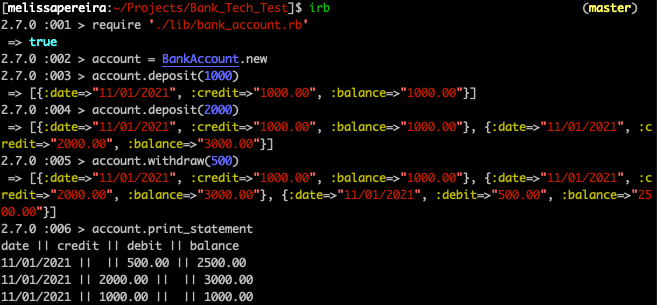 [melissapereira:~/Projects/Bank_Tech_Test]$ irb (master)
2.7.0 :001 > require './lib/bank_account.rb'
 => true
2.7.0 :002 > account = BankAccount.new
2.7.0 :003 > account.deposit(1000)
 => [{:date=>"11/01/2021", :credit=>"1000.00", :balance=>"1000.00"}]
2.7.0 :004 > account.deposit(2000)
 => [{:date=>"11/01/2021", :credit=>"1000.00", :balance=>"1000.00"}, {:date=>"11/01/2021", :c
redit=>"2000.00", :balance=>"3000.00"}]
2.7.0 :005 > account.withdraw(500)
 => [{:date=>"11/01/2021", :credit=>"1000.00", :balance=>"1000.00"}, {:date=>"11/01/2021", :c
redit=>"2000.00", :balance=>"3000.00"}, {:date=>"11/01/2021", :debit=>"500.00", :balance=>"25
00.00"}]
2.7.0 :006 > account.print_statement
date || credit || debit || balance
11/01/2021 ||  || 500.00 || 2500.00
11/01/2021 || 2000.00 ||  || 3000.00
11/01/2021 || 1000.00 ||  || 1000.00